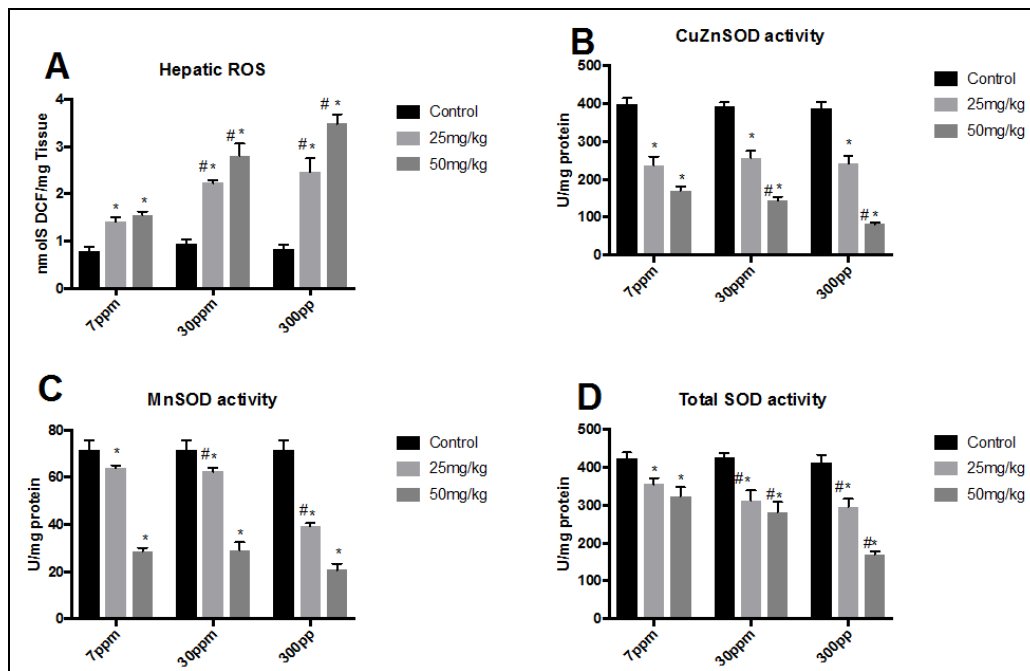 A
Hepatic ROS
nmolS DCF/mg Tissue
4
3
2
1
0
* *
#* #*
#* #*
7ppm
30ppm
300pp
Control
25mg/kg
50mg/kg
B
CuZnSOD activity
U/mg protein
500
400
300
200
100
0
*
*
#*
*
#*
7ppm
30ppm
300pp
Control
25mg/kg
50mg/kg
C
MnSOD activity
U/mg protein
80
60
40
20
0
* *
#* *
#* *
7ppm
30ppm
300pp
Control
25mg/kg
50mg/kg
D
Total SOD activity
U/mg protein
500
400
300
200
100
0
* *
#* #*
#* #*
7ppm
30ppm
300pp
Control
25mg/kg
50mg/kg